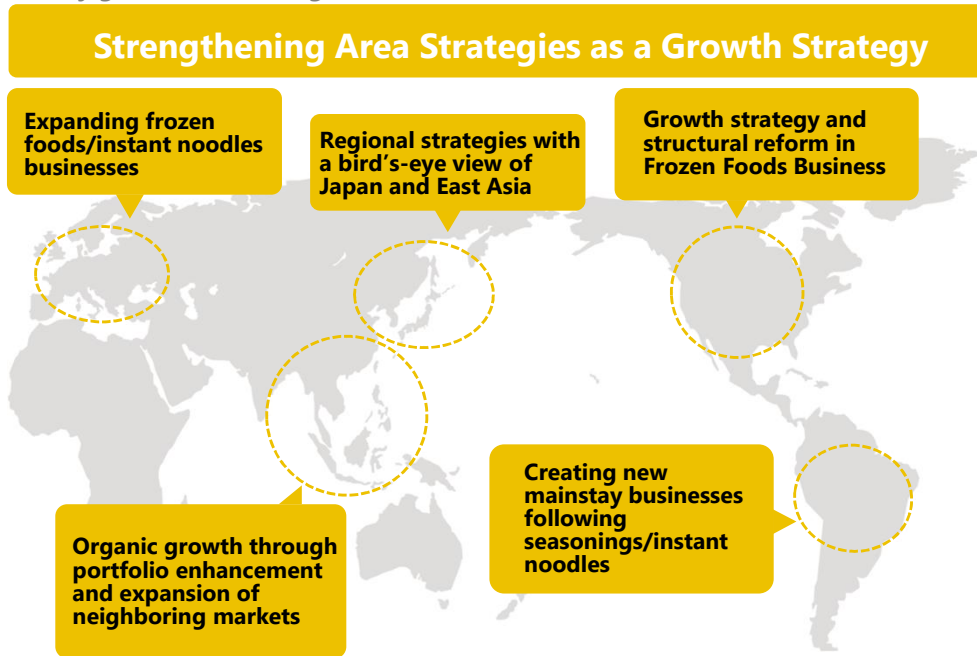 Strengthening Area Strategies as a Growth Strategy
Expanding frozen
foods/instant noodles
businesses
Regional strategies with
a bird's-eye view of
Japan and East Asia
Growth strategy and
structural reform in
Frozen Foods Business
Organic growth through
portfolio enhancement
and expansion of
neighboring markets
Creating new
mainstay businesses
following
seasonings/instant
noodles